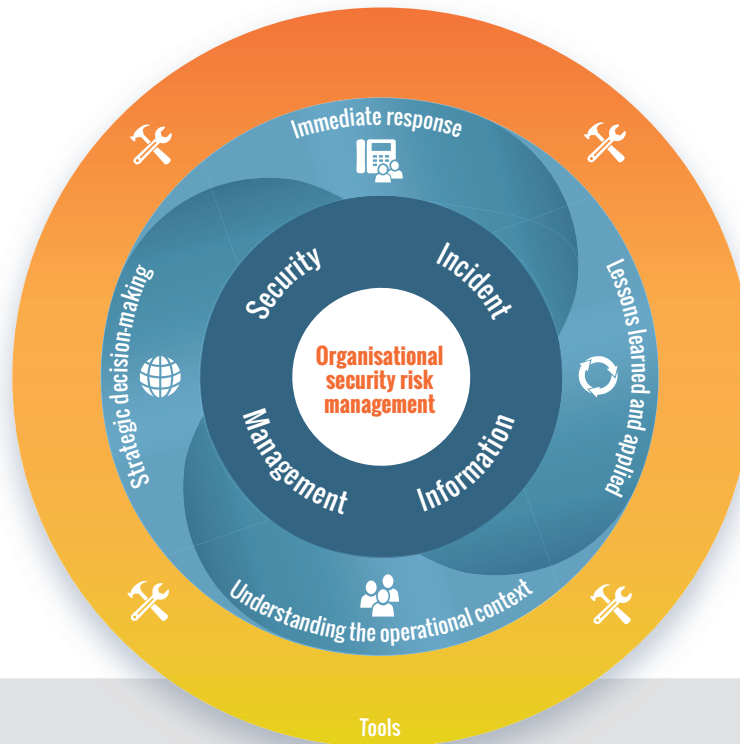 Immediate response
Security
Incident
Information
Management
Organisational
security risk
management
Strategic decision-making
Lessons learned and applied
Understanding the operational context
Tools